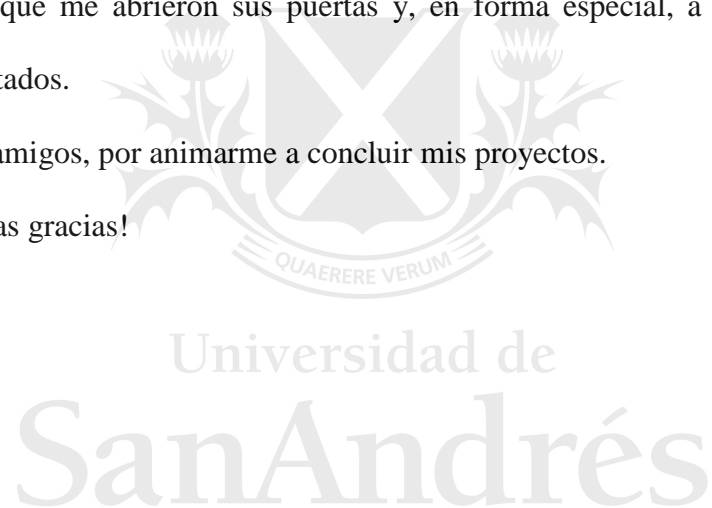 que me abrieron sus puertas y, en forma especial, a
tados.
amigos, por animarme a concluir mis proyectos.
as gracias!
QUAERERE VERUM
Universidad de
SanAndrés